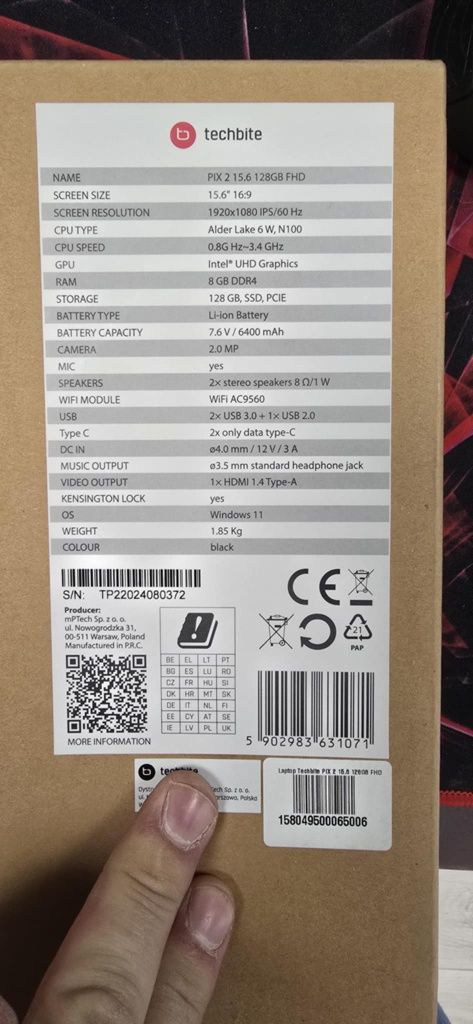 techbite
NAME PIX 2 15.6 128GB FHD
SCREEN SIZE 15.6" 16:9
SCREEN RESOLUTION 1920x1080 IPS/60 Hz
CPU TYPE Alder Lake 6 W, N100
CPU SPEED 0.8G Hz~3.4 GHz
GPU Intel® UHD Graphics
RAM 8 GB DDR4
STORAGE 128 GB, SSD, PCIE
BATTERY TYPE Li-ion Battery
BATTERY CAPACITY 7.6 V / 6400 mAh
CAMERA 2.0 MP
MIC yes
SPEAKERS 2× stereo speakers 8 Ω/1 W
WIFI MODULE WiFi AC9560
USB 2× USB 3.0 + 1× USB 2.0
Type C 2x only data type-C
DC IN ø4.0 mm / 12 V / 3 A
MUSIC OUTPUT ø3.5 mm standard headphone jack
VIDEO OUTPUT 1× HDMI 1.4 Type-A
KENSINGTON LOCK yes
OS Windows 11
WEIGHT 1.85 Kg
COLOUR black
S/N: TP22024080372
Producer:
mPTech Sp. z o. o.
ul. Nowogrodzka 31,
00-511 Warsaw, Poland
Manufactured in P.R.C.
MORE INFORMATION
BE EL LT PT
BG ES LU RO
CZ FR HU SI
DK HR MT SK
DE IT NL FI
EE CY AT SE
IE LV PL UK
CE
21
PAP
5 902983 631071
techbite
Sp. z o.o.
ul.
Warszawa, Polska
Laptop Techbite PIX 2 15.6 128GB FHD
158049500065006